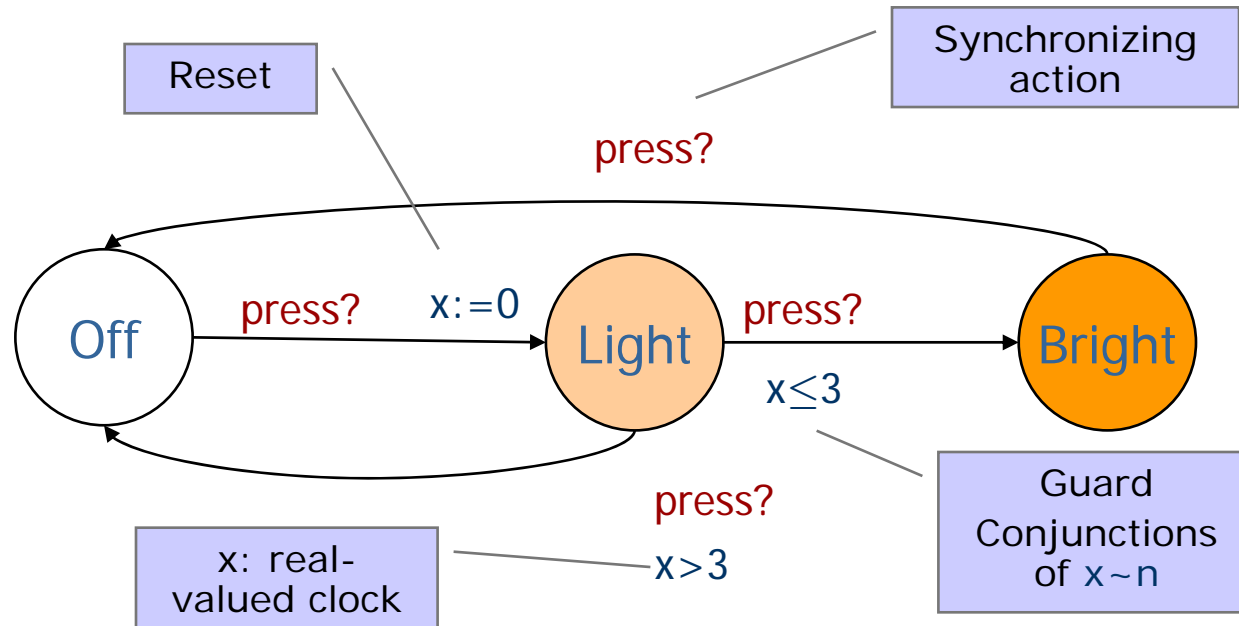 Synchronizing
action
Reset
press?
press?
x:=0
press?
Off
Light
Bright
x≤3
press?
x>3
Guard
Conjunctions
of x~n
x: real-
valued clock